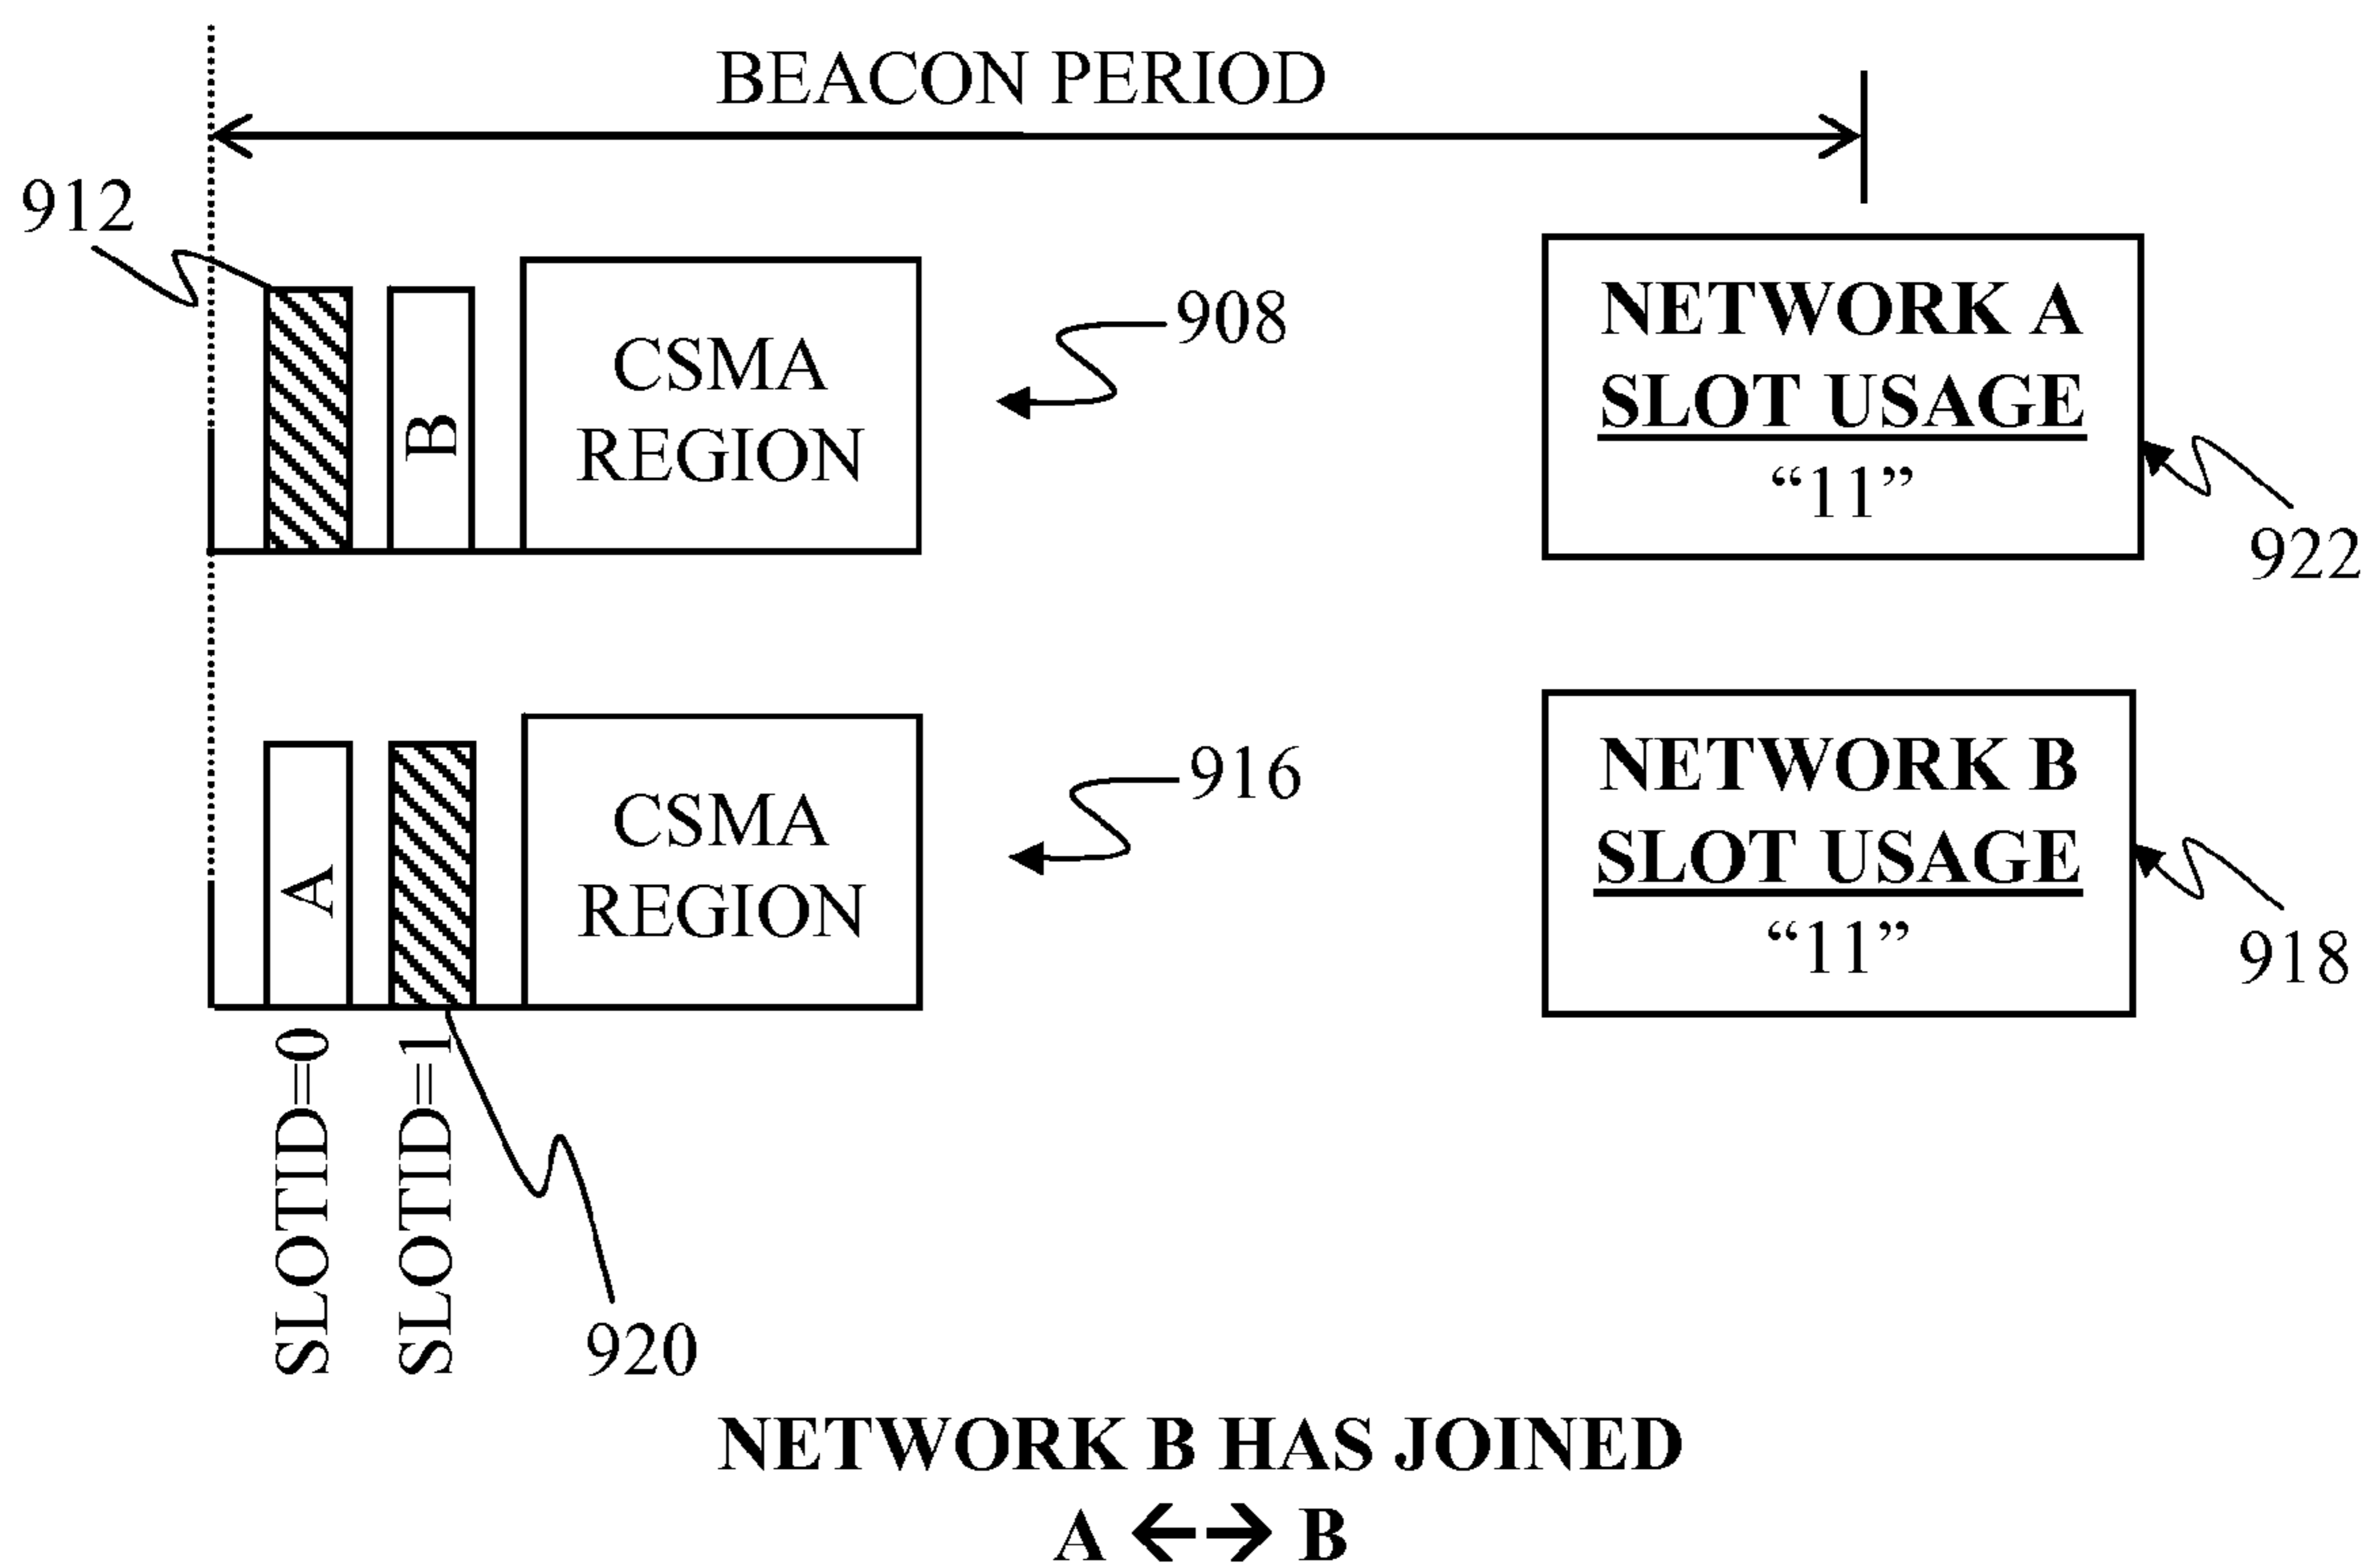 BEACON PERIOD
912
B
CSMA
REGION
908
NETWORK A
SLOT USAGE
“11”
922
A
CSMA
REGION
916
NETWORK B
SLOT USAGE
“11”
918
SLOTID=0
SLOTID=1
920
NETWORK B HAS JOINED
A ←→ B